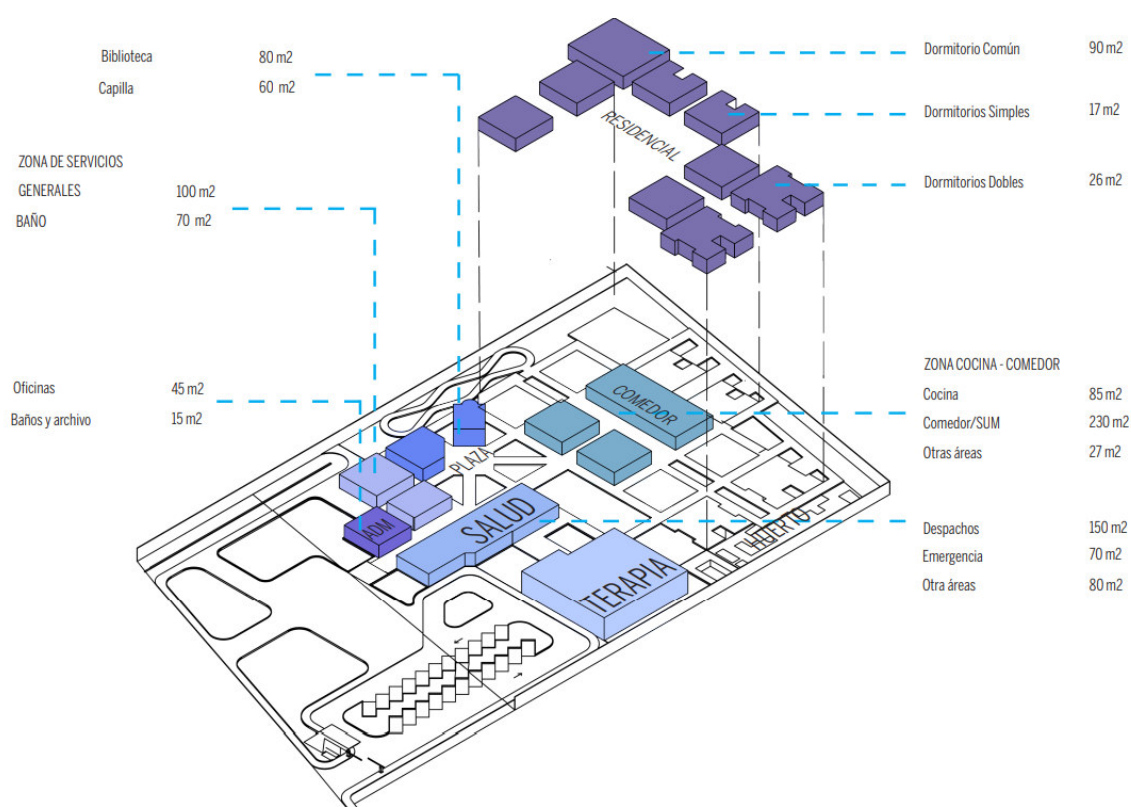 Biblioteca 80 m2
Capilla 60 m2
ZONA DE SERVICIOS
GENERALES 100 m2
BAÑO 70 m2
Oficinas 45 m2
Baños y archivo 15 m2
RESIDENCIAL
COMEDOR
PLAZA
ADM
SALUD
TERAPIA
HUERTO
Dormitorio Común 90 m2
Dormitorios Simples 17 m2
Dormitorios Dobles 26 m2
ZONA COCINA - COMEDOR
Cocina 85 m2
Comedor/SUM 230 m2
Otras áreas 27 m2
Despachos 150 m2
Emergencia 70 m2
Otra áreas 80 m2